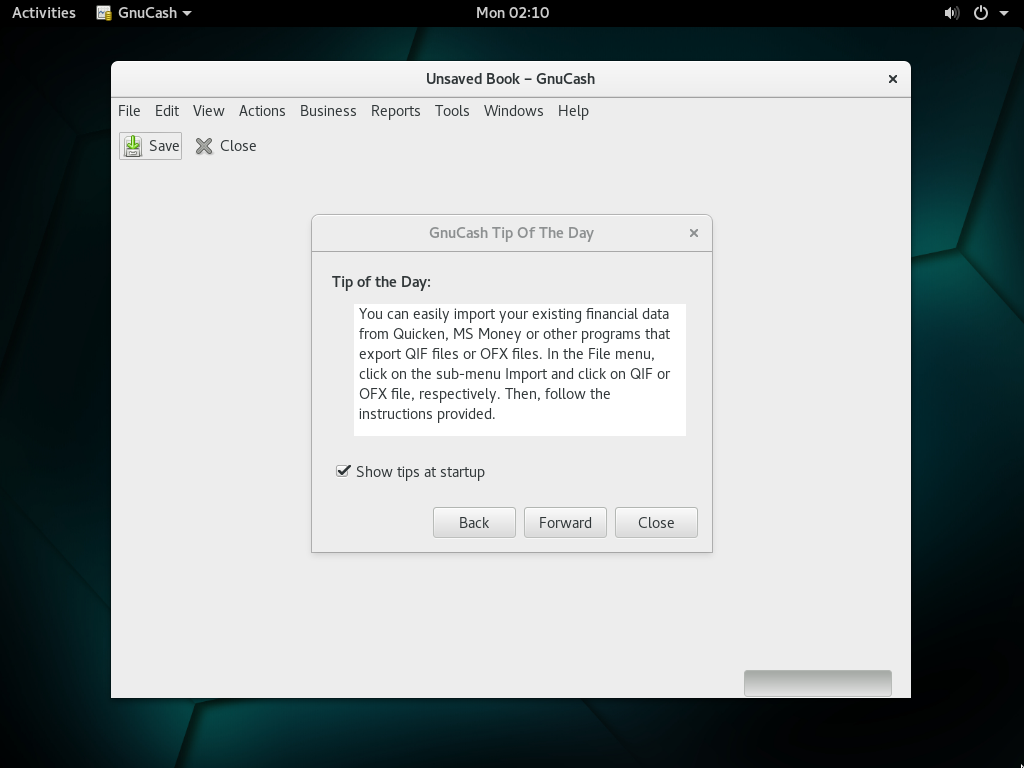 Activities GnuCash Mon 02:10
Unsaved Book – GnuCash
File Edit View Actions Business Reports Tools Windows Help
Save Close
GnuCash Tip Of The Day
Tip of the Day:
You can easily import your existing financial data
from Quicken, MS Money or other programs that
export QIF files or OFX files. In the File menu,
click on the sub-menu Import and click on QIF or
OFX file, respectively. Then, follow the
instructions provided.
Show tips at startup
Back Forward Close